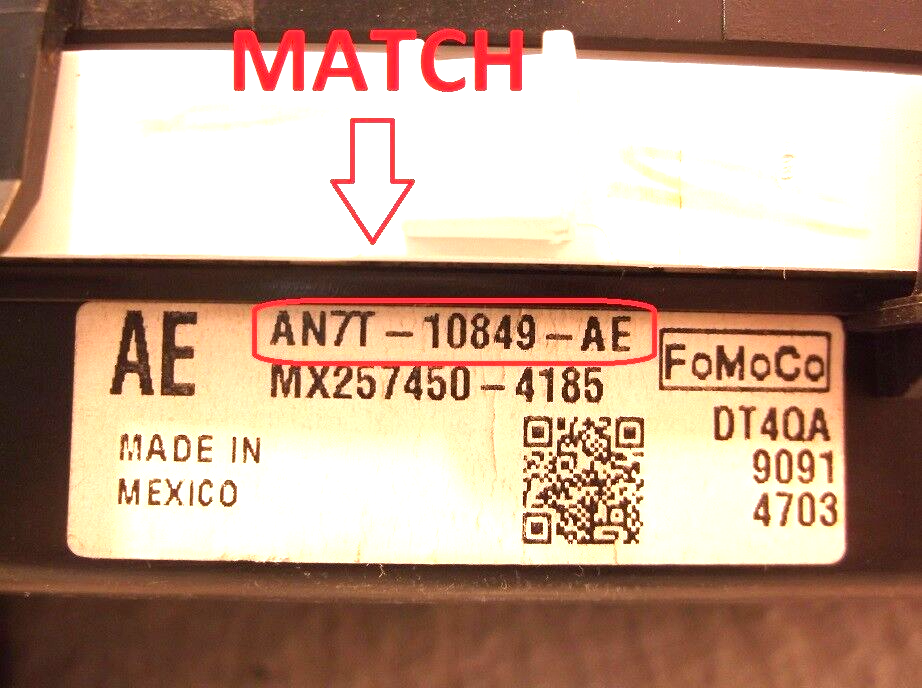 MATCH
AE
AN7T-10849-AE
MX257450-4185
FoMoCo
DT4QA
9091
4703
MADE IN
MEXICO